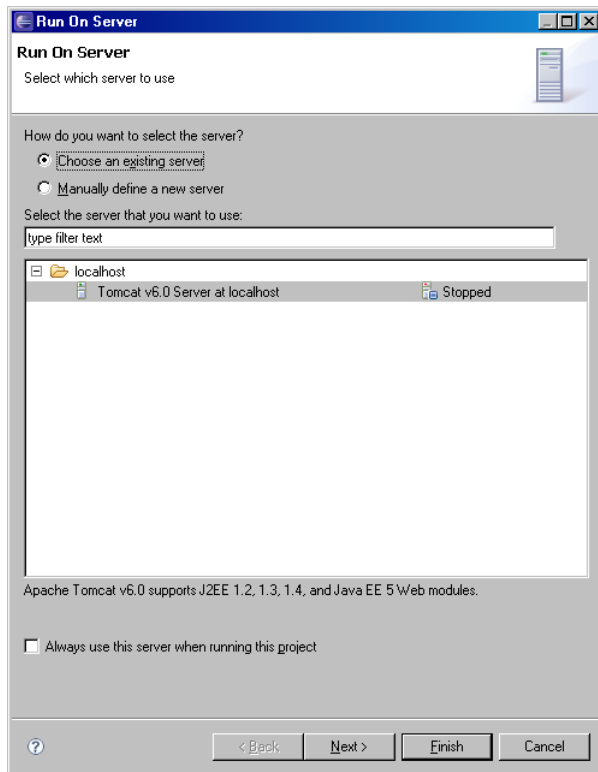 Run On Server
Run On Server
Select which server to use
How do you want to select the server?
Choose an existing server
Manually define a new server
Select the server that you want to use:
type filter text
localhost
Tomcat v6.0 Server at localhost Stopped
Apache Tomcat v6.0 supports J2EE 1.2, 1.3, 1.4, and Java EE 5 Web modules.
Always use this server when running this project
? < Back Next > Finish Cancel